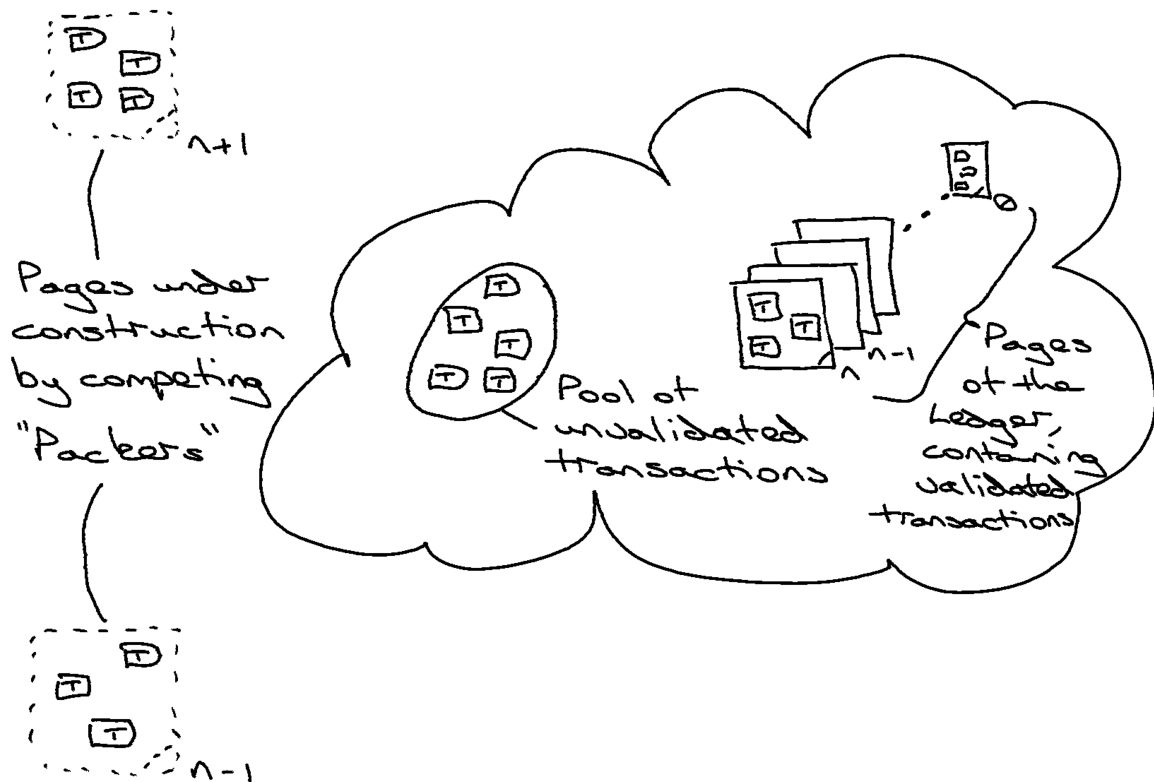 T
T
T
T
n+1
Pages under
construction
by competing
"Packers"
T
T
T
n-1
T
T
T
T
T
Pool of
unvalidated
transactions
T
T
T
n
n-1
0
Pages
of the
Ledger,
containing
validated
transactions